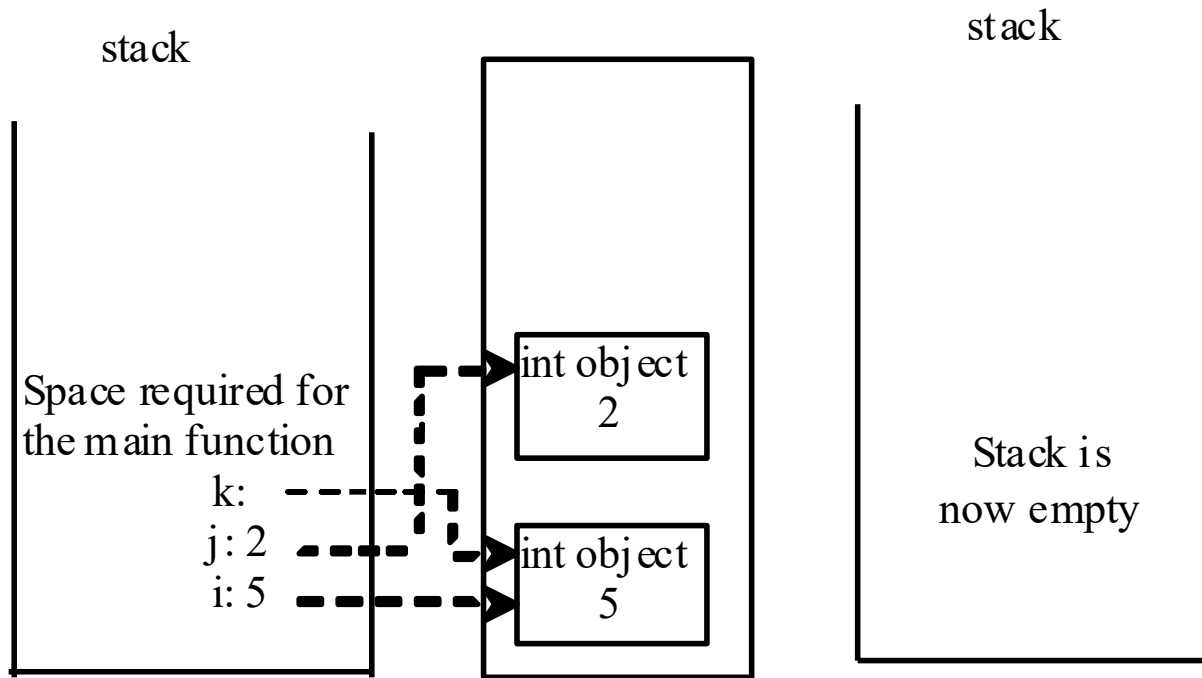 stack
Space required for
the main function
k:
j: 2
i: 5
int object
2
int object
5
stack
Stack is
now empty